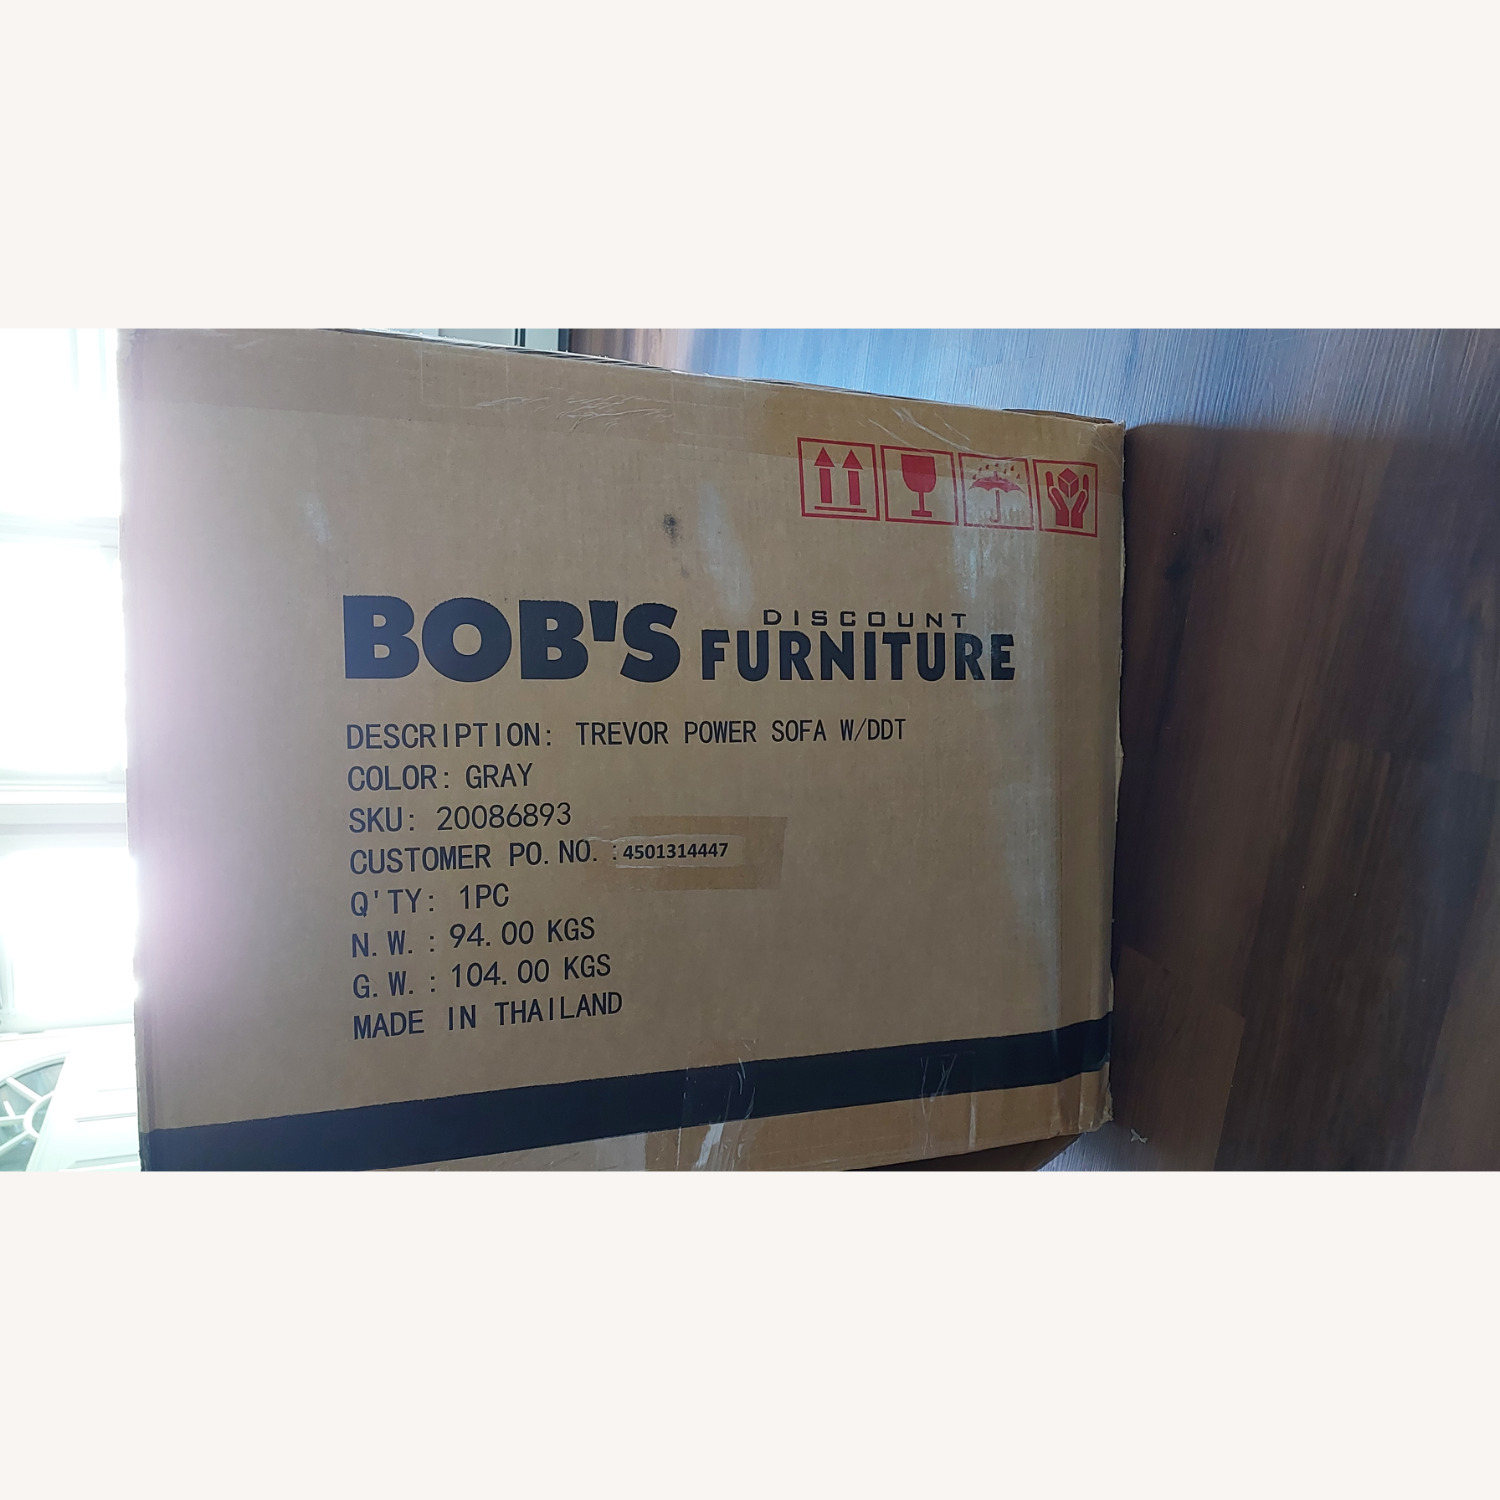 BOB'S DISCOUNT FURNITURE
DESCRIPTION: TREVOR POWER SOFA W/DDT
COLOR: GRAY
SKU: 20086893
CUSTOMER PO. NO. :4501314447
Q'TY: 1PC
N. W. : 94. 00 KGS
G. W. : 104. 00 KGS
MADE IN THAILAND